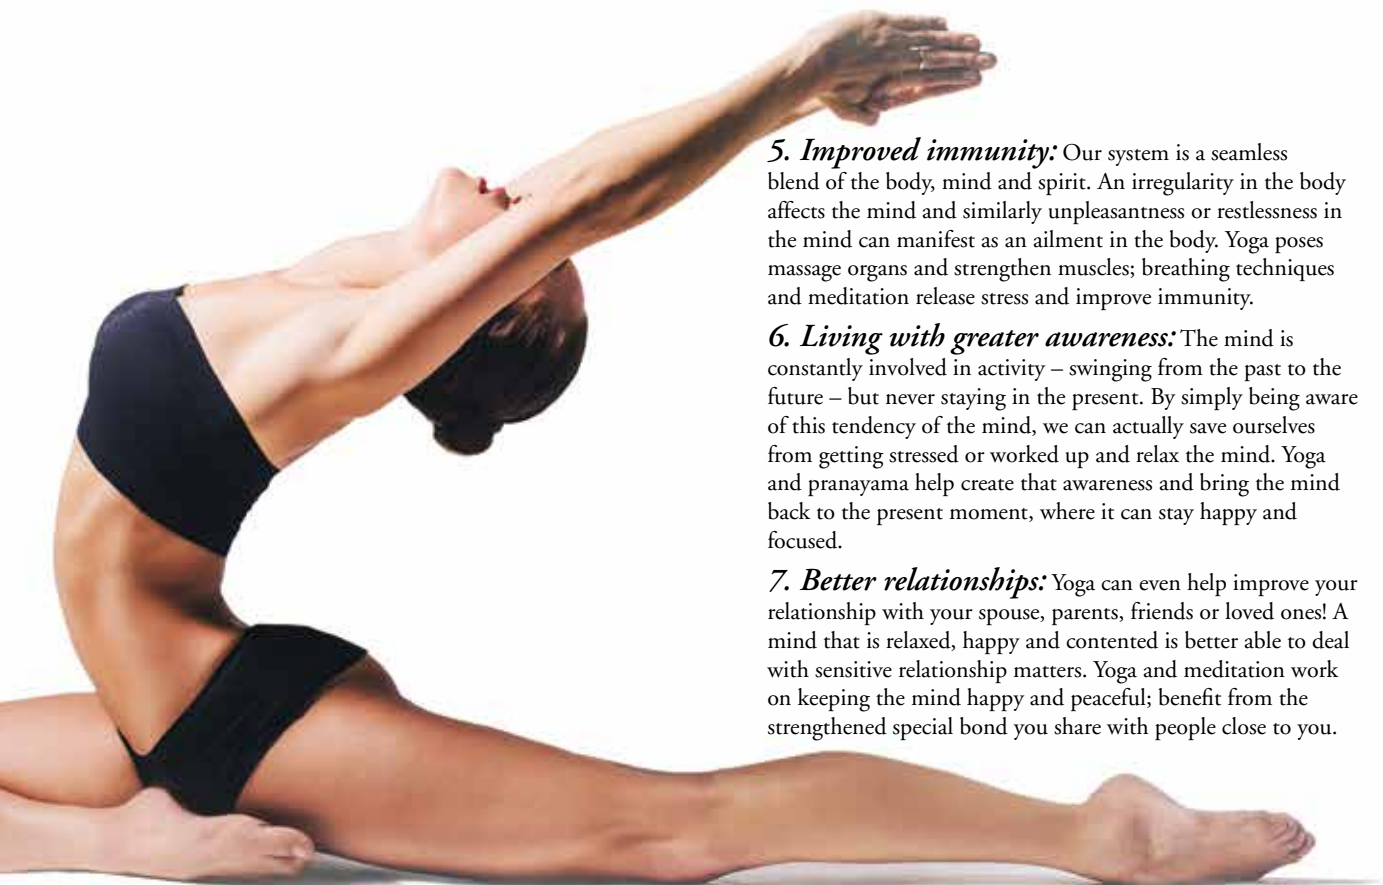 5. Improved immunity: Our system is a seamless
blend of the body, mind and spirit. An irregularity in the body
affects the mind and similarly unpleasantness or restlessness in
the mind can manifest as an ailment in the body. Yoga poses
massage organs and strengthen muscles; breathing techniques
and meditation release stress and improve immunity.
6. Living with greater awareness: The mind is
constantly involved in activity – swinging from the past to the
future – but never staying in the present. By simply being aware
of this tendency of the mind, we can actually save ourselves
from getting stressed or worked up and relax the mind. Yoga
and pranayama help create that awareness and bring the mind
back to the present moment, where it can stay happy and
focused.
7. Better relationships: Yoga can even help improve your
relationship with your spouse, parents, friends or loved ones! A
mind that is relaxed, happy and contented is better able to deal
with sensitive relationship matters. Yoga and meditation work
on keeping the mind happy and peaceful; benefit from the
strengthened special bond you share with people close to you.